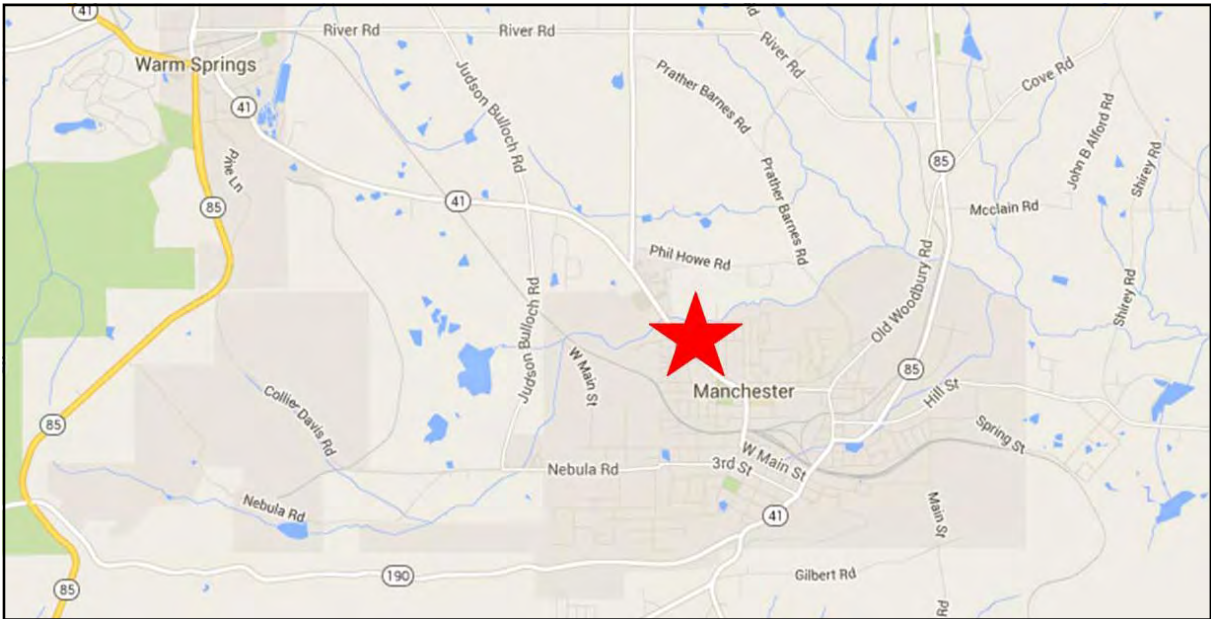 41
River Rd
River Rd
Rd
River Rd
Warm Springs
Judson Bulloch Rd
Prather Barnes Rd
Cove Rd
41
John B Alford Rd
Shirey Rd
85
Pine Ln
Prather Barnes Rd
85
41
Mcclain Rd
Phil Howe Rd
Old Woodbury Rd
Shirey Rd
Judson Bulloch Rd
W Main St
85
Hill St
Manchester
Collier Davis Rd
85
Spring St
W Main St
Nebula Rd
3rd St
Nebula Rd
Main St
41
190
Gilbert Rd
85
Rd